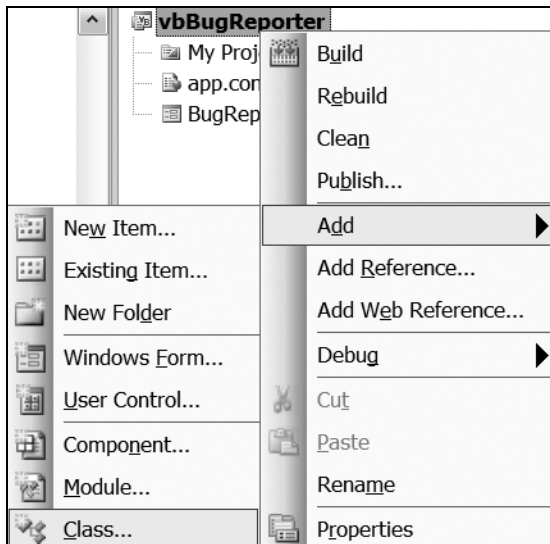 vbBugReporter
My Proj
app.con
BugRep
Build
Rebuild
Clean
Publish...
Add
Add Reference...
Add Web Reference...
Debug
Cut
Paste
Rename
Properties
New Item...
Existing Item...
New Folder
Windows Form...
User Control...
Component...
Module...
Class...